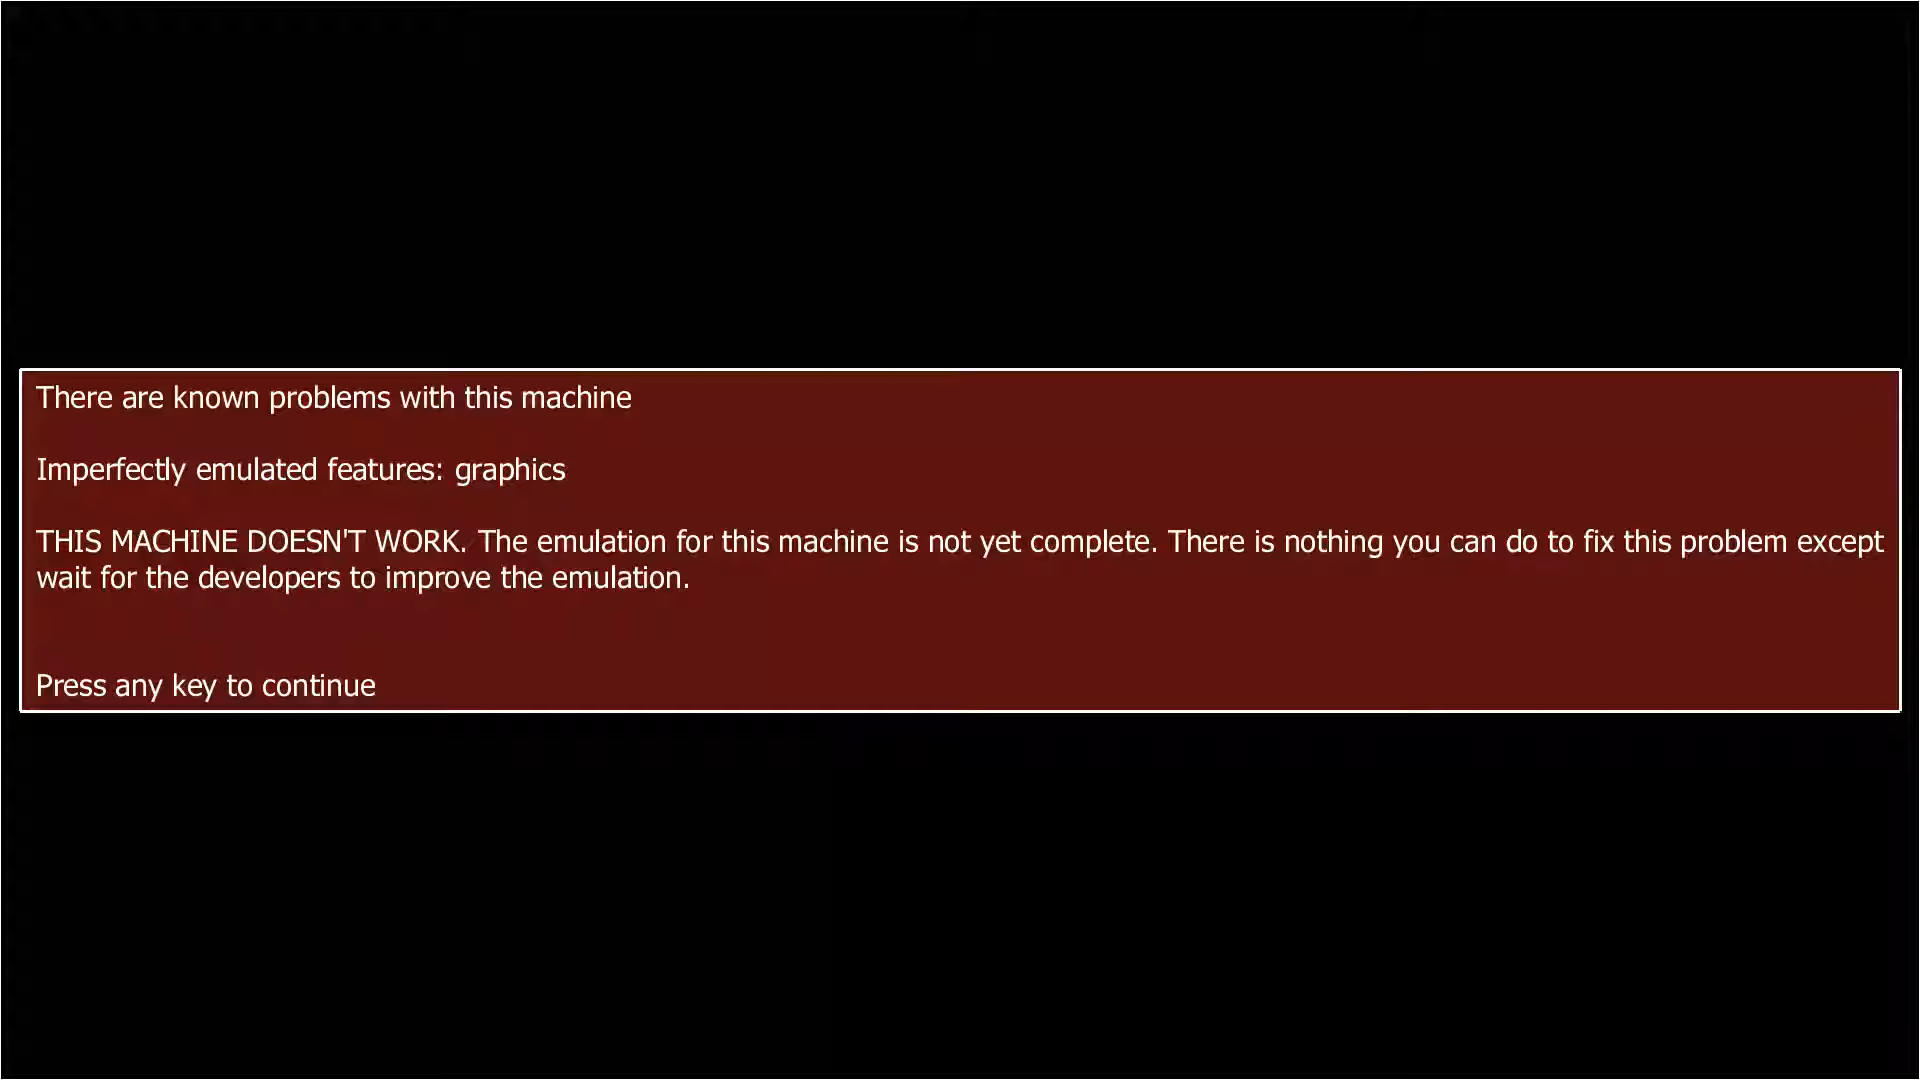 There are known problems with this machine
Imperfectly emulated features: graphics
THIS MACHINE DOESN'T WORK. The emulation for this machine is not yet complete. There is nothing you can do to fix this problem except
wait for the developers to improve the emulation.
Press any key to continue